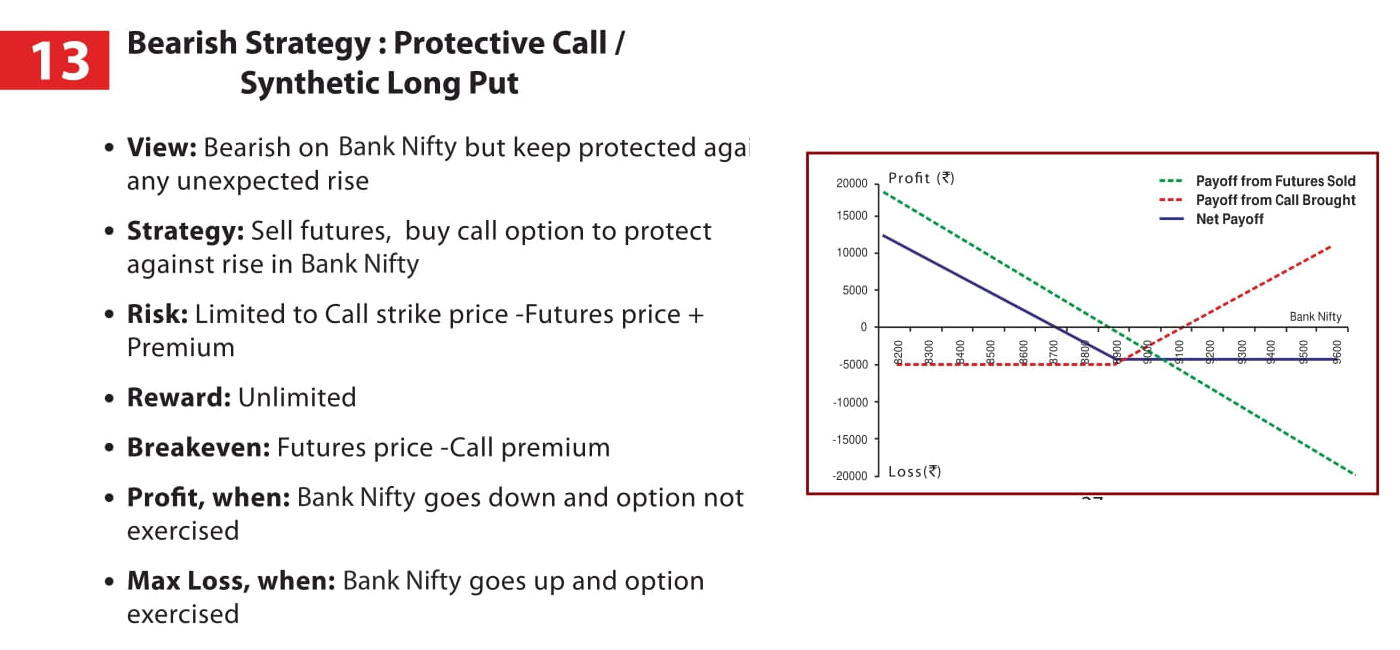 13
Bearish Strategy : Protective Call /
Synthetic Long Put
• View: Bearish on Bank Nifty but keep protected agai
any unexpected rise
• Strategy: Sell futures, buy call option to protect
against rise in Bank Nifty
• Risk: Limited to Call strike price -Futures price +
Premium
• Reward: Unlimited
• Breakeven: Futures price -Call premium
• Profit, when: Bank Nifty goes down and option not
exercised
• Max Loss, when: Bank Nifty goes up and option
exercised
Profit (₹)
Payoff from Futures Sold
Payoff from Call Brought
Net Payoff
20000
15000
10000
5000
0
-5000
-10000
-15000
-20000
Bank Nifty
8200
8300
8400
8500
8600
8700
8800
8900
9000
9100
9200
9300
9400
9500
9600
Loss(₹)